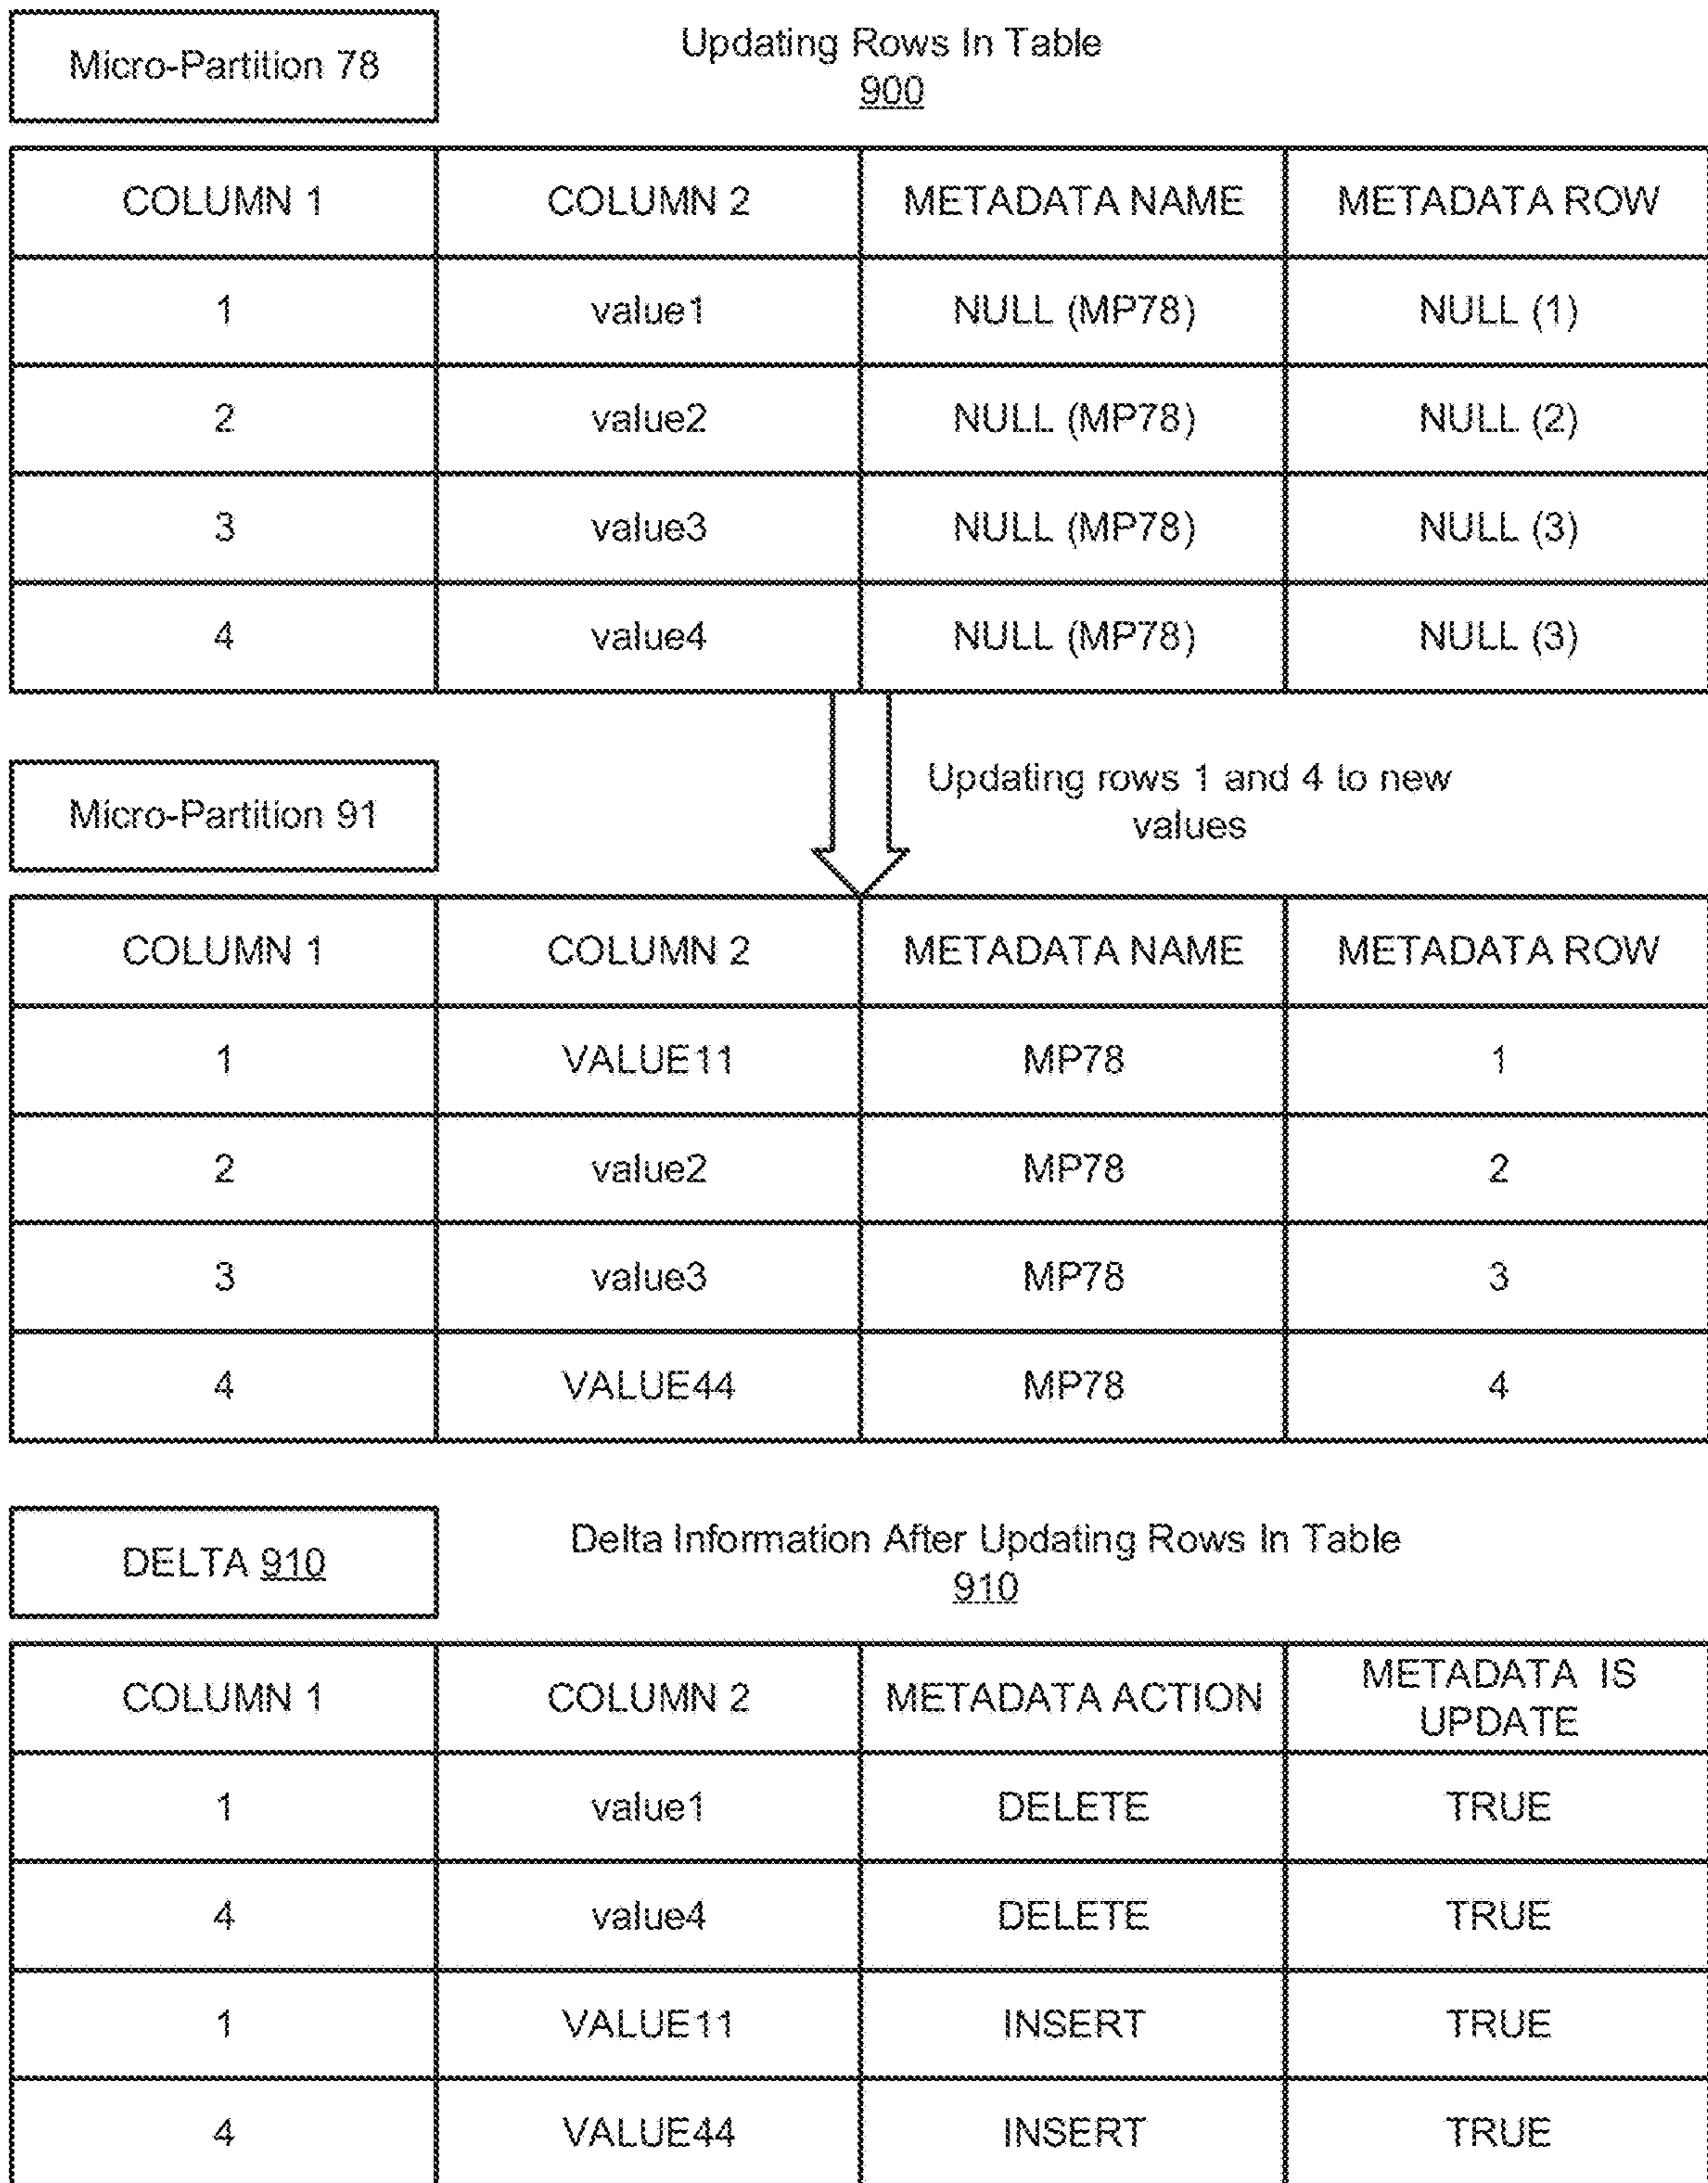 Micro-Partition 78
Updating Rows In Table
900
COLUMN 1 COLUMN 2 METADATA NAME METADATA ROW
1 value1 NULL (MP78) NULL (1)
2 value2 NULL (MP78) NULL (2)
3 value3 NULL (MP78) NULL (3)
4 value4 NULL (MP78) NULL (3)
Updating rows 1 and 4 to new
values
Micro-Partition 91
COLUMN 1 COLUMN 2 METADATA NAME METADATA ROW
1 VALUE11 MP78 1
2 value2 MP78 2
3 value3 MP78 3
4 VALUE44 MP78 4
DELTA 910
Delta Information After Updating Rows In Table
910
COLUMN 1 COLUMN 2 METADATA ACTION METADATA IS
UPDATE
1 value1 DELETE TRUE
4 value4 DELETE TRUE
1 VALUE11 INSERT TRUE
4 VALUE44 INSERT TRUE